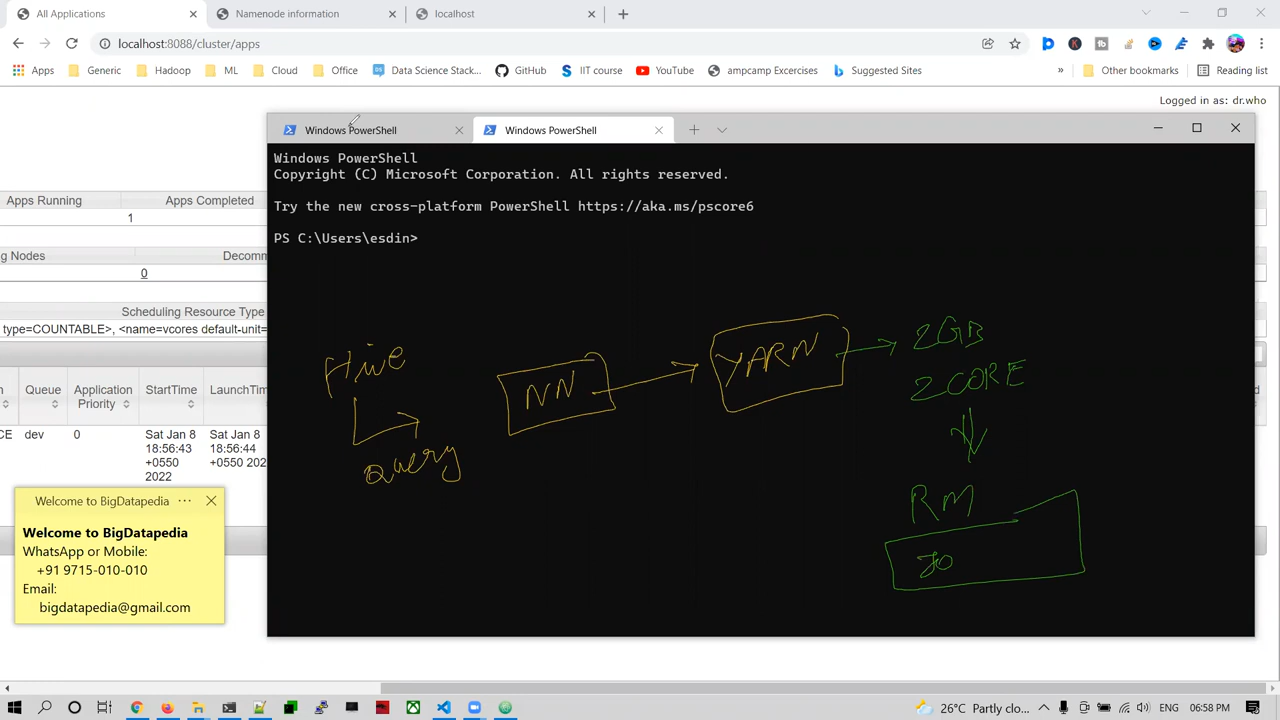 All Applications
Namenode information
localhost
localhost:8088/cluster/apps
Apps
Generic
Hadoop
ML
Cloud
Office
Data Science Stack...
GitHub
IIT course
YouTube
ampcamp Excercises
Suggested Sites
»
Other bookmarks
Reading list
Logged in as: dr.who
Windows PowerShell
Windows PowerShell
Windows PowerShell
Copyright (C) Microsoft Corporation. All rights reserved.
Try the new cross-platform PowerShell https://aka.ms/pscore6
PS C:\Users\esdin>
Apps Running
Apps Completed
1
g Nodes
Decomm
0
Scheduling Resource Type
type=COUNTABLE>, <name=vcores default-unit=
Queue
Application Priority
StartTime
LaunchTime
CE
dev
0
Sat Jan 8
18:56:43
+0550
2022
Sat Jan 8
18:56:44
+0550 202
Hive
query
NN
YARN
2GB
2CORE
RM
Welcome to BigDatapedia
Welcome to BigDatapedia
WhatsApp or Mobile:
+91 9715-010-010
Email:
bigdatapedia@gmail.com
26°C Partly clo...
ENG
06:58 PM